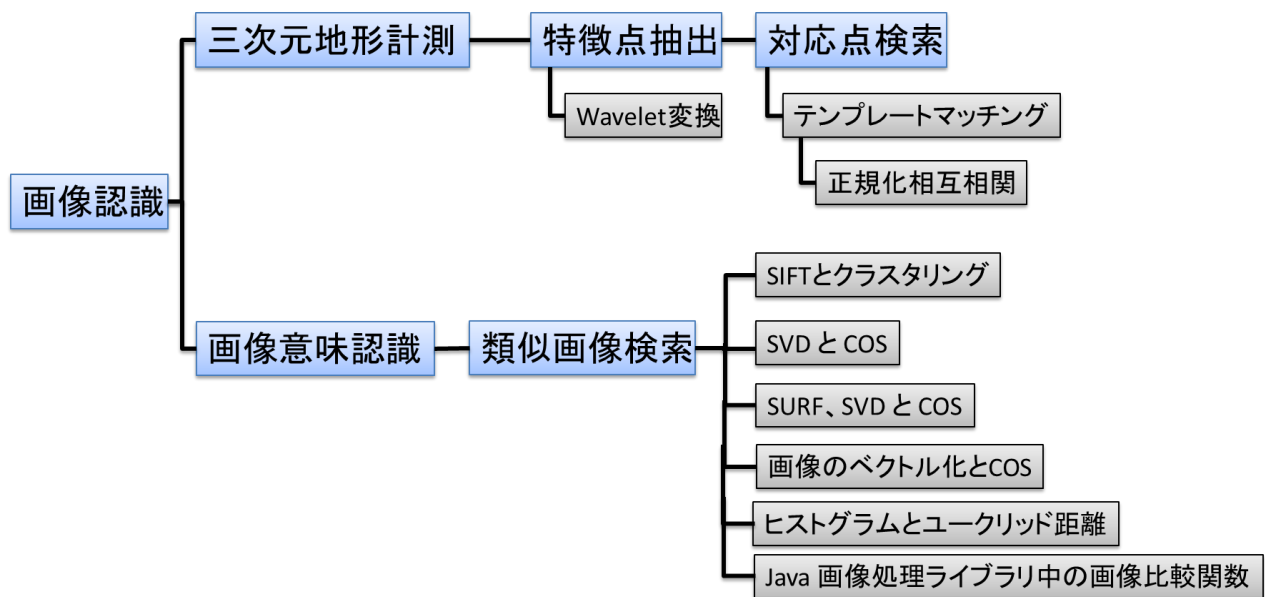 三次元地形計測
特徴点抽出
対応点検索
Wavelet変換
テンプレートマッチング
正規化相互相関
画像認識
画像意味認識
類似画像検索
SIFTとクラスタリング
SVD と COS
SURF、SVD と COS
画像のベクトル化とCOS
ヒストグラムとユークリッド距離
Java 画像処理ライブラリ中の画像比較関数